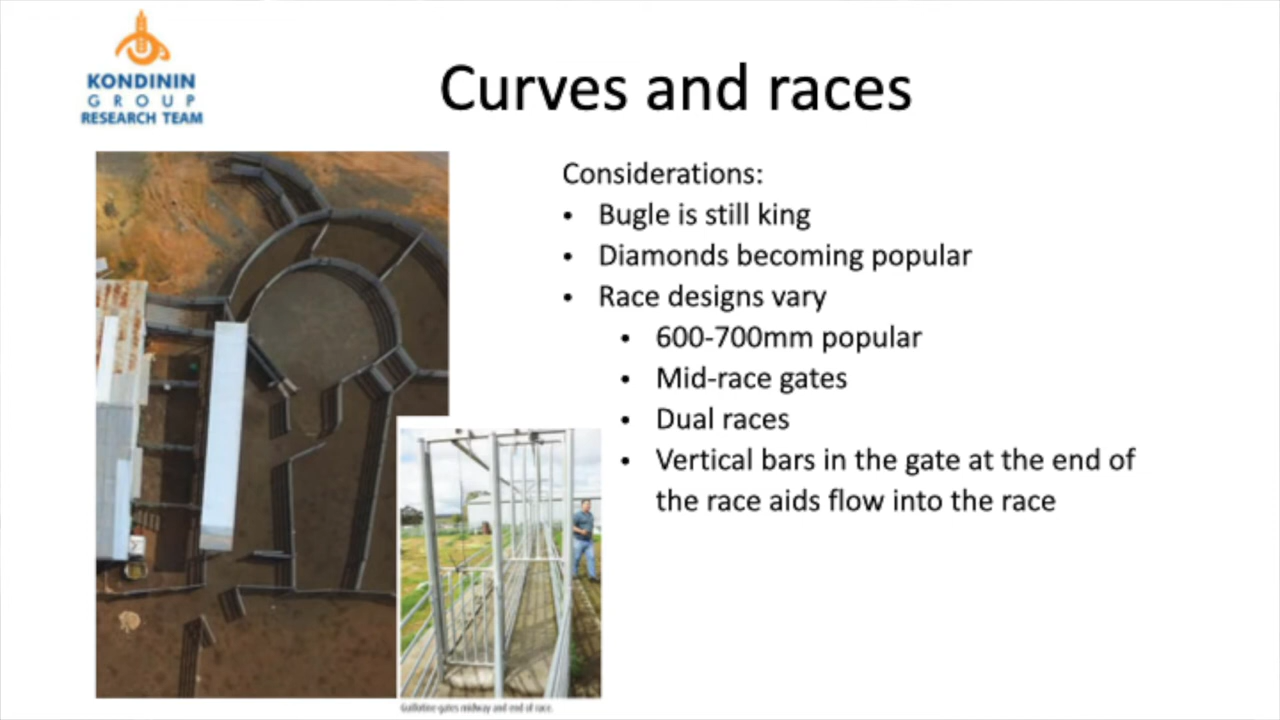 KONDININ
GROUP
RESEARCH TEAM
Curves and races
Considerations:
• Bugle is still king
• Diamonds becoming popular
• Race designs vary
• 600-700mm popular
• Mid-race gates
• Dual races
• Vertical bars in the gate at the end of
the race aids flow into the race
Guillotine gates midway and end of race.